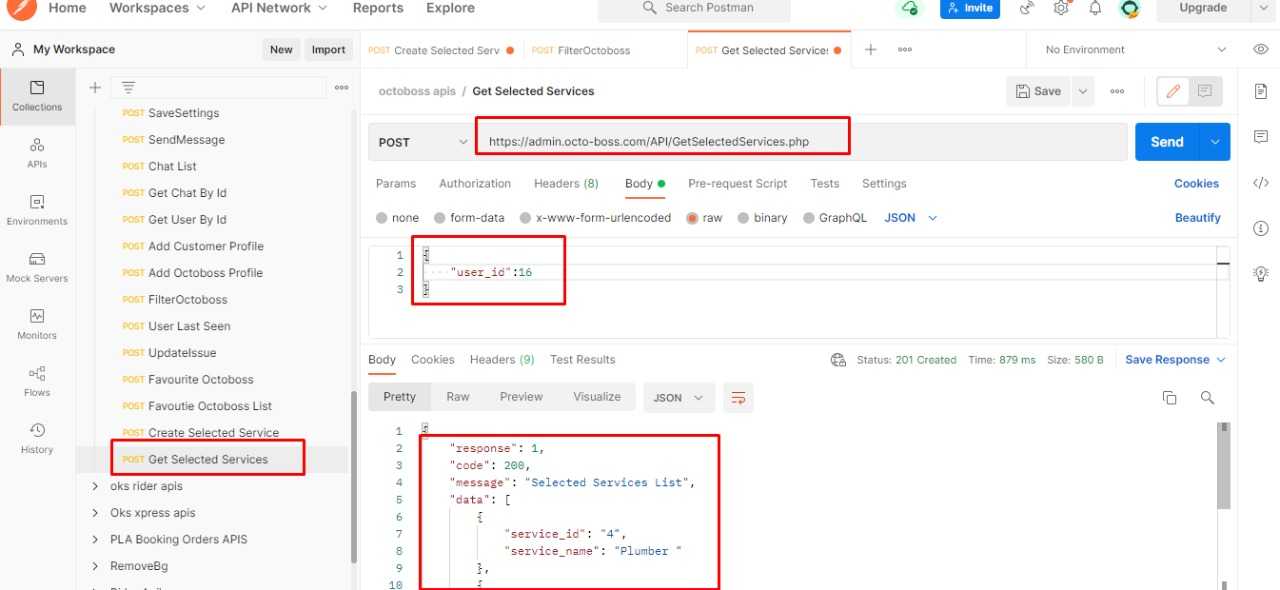 Home Workspaces API Network Reports Explore Search Postman Invite Upgrade
My Workspace New Import POST Create Selected Serv POST FilterOctoboss POST Get Selected Services No Environment
Collections
APIs
Environments
Mock Servers
Monitors
Flows
History
POST SaveSettings
POST SendMessage
POST Chat List
POST Get Chat By Id
POST Get User By Id
POST Add Customer Profile
POST Add Octoboss Profile
POST FilterOctoboss
POST User Last Seen
POST UpdateIssue
POST Favourite Octoboss
POST Favoutie Octoboss List
POST Create Selected Service
POST Get Selected Services
oks rider apis
Oks xpress apis
PLA Booking Orders APIS
RemoveBg
octoboss apis / Get Selected Services Save
POST https://admin.octo-boss.com/API/GetSelectedServices.php Send
Params Authorization Headers (8) Body Pre-request Script Tests Settings Cookies
none form-data x-www-form-urlencoded raw binary GraphQL JSON Beautify
1 {
2 "user_id":16
3 }
Body Cookies Headers (9) Test Results Status: 201 Created Time: 879 ms Size: 580 B Save Response
Pretty Raw Preview Visualize JSON
1 {
2 "response": 1,
3 "code": 200,
4 "message": "Selected Services List",
5 "data": [
6 {
7 "service_id": "4",
8 "service_name": "Plumber "
9 },
10 {